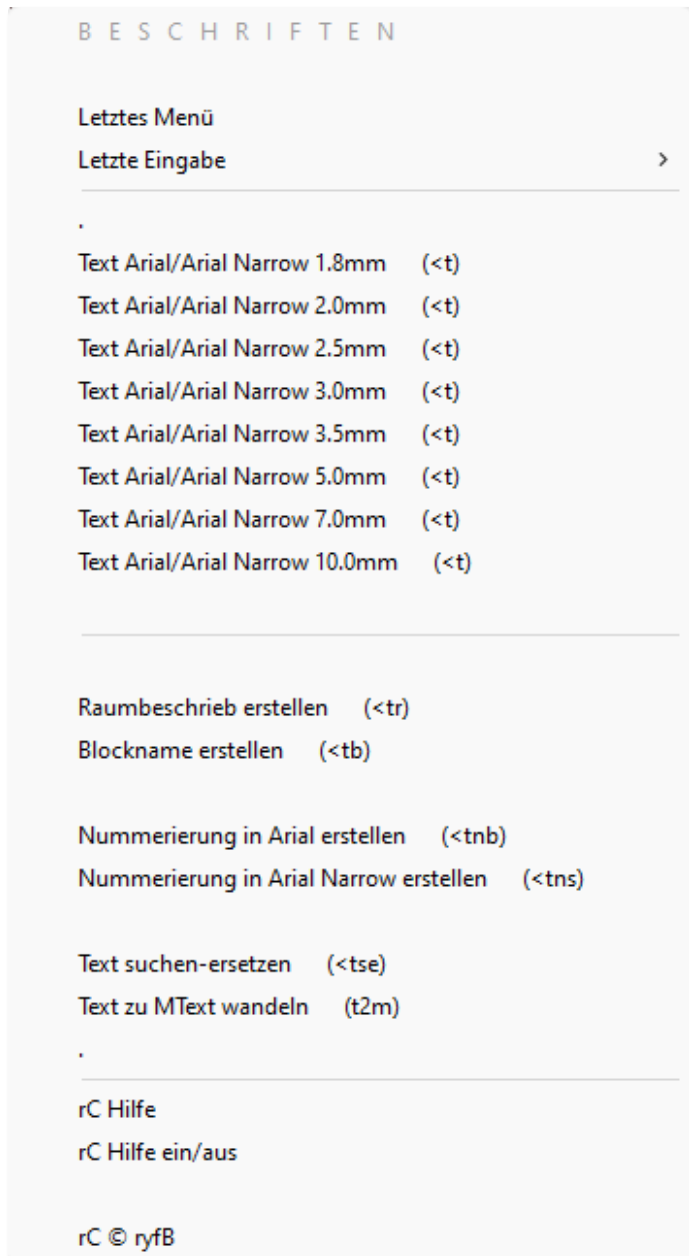 BESCHRIFTEN
Letztes Menü
Letzte Eingabe >
.
Text Arial/Arial Narrow 1.8mm (<t)
Text Arial/Arial Narrow 2.0mm (<t)
Text Arial/Arial Narrow 2.5mm (<t)
Text Arial/Arial Narrow 3.0mm (<t)
Text Arial/Arial Narrow 3.5mm (<t)
Text Arial/Arial Narrow 5.0mm (<t)
Text Arial/Arial Narrow 7.0mm (<t)
Text Arial/Arial Narrow 10.0mm (<t)
Raumbeschrieb erstellen (<tr)
Blockname erstellen (<tb)
Nummerierung in Arial erstellen (<tnb)
Nummerierung in Arial Narrow erstellen (<tns)
Text suchen-ersetzen (<tse)
Text zu MText wandeln (t2m)
.
rC Hilfe
rC Hilfe ein/aus
rC © ryfB